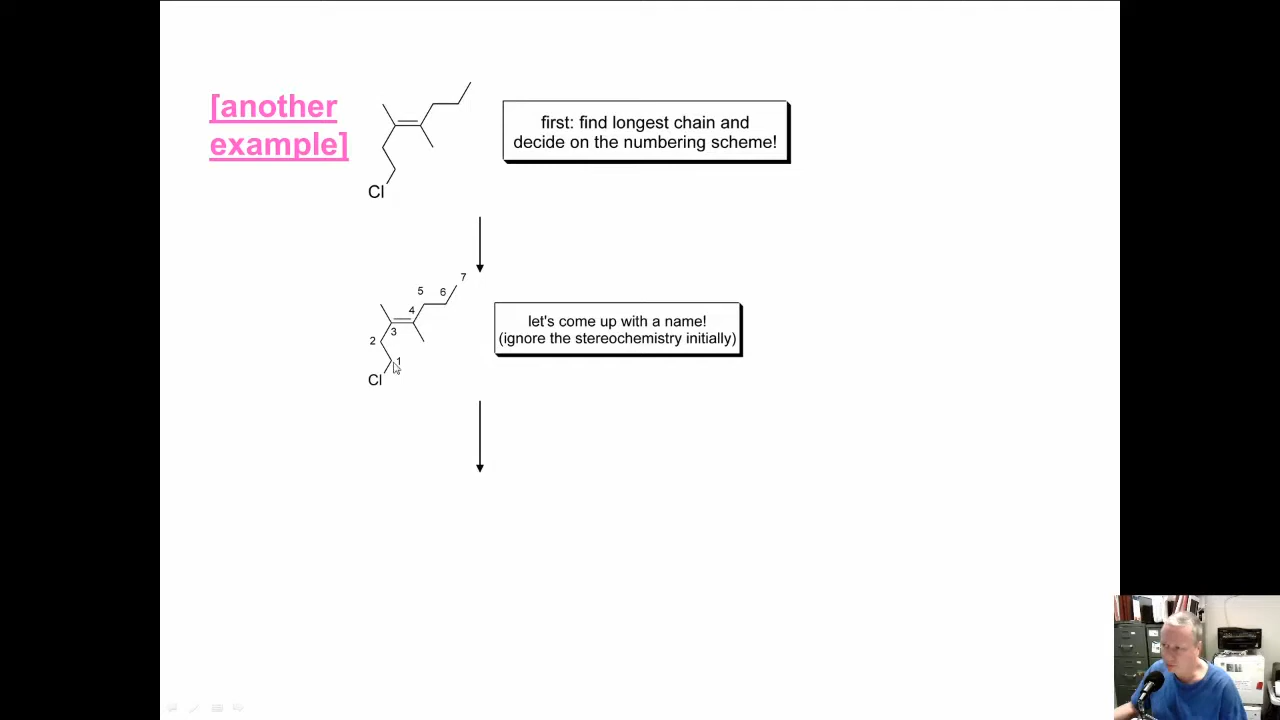 [another
example]
Cl
first: find longest chain and
decide on the numbering scheme!
7
5
6
4
3
2
1
Cl
let's come up with a name!
(ignore the stereochemistry initially)